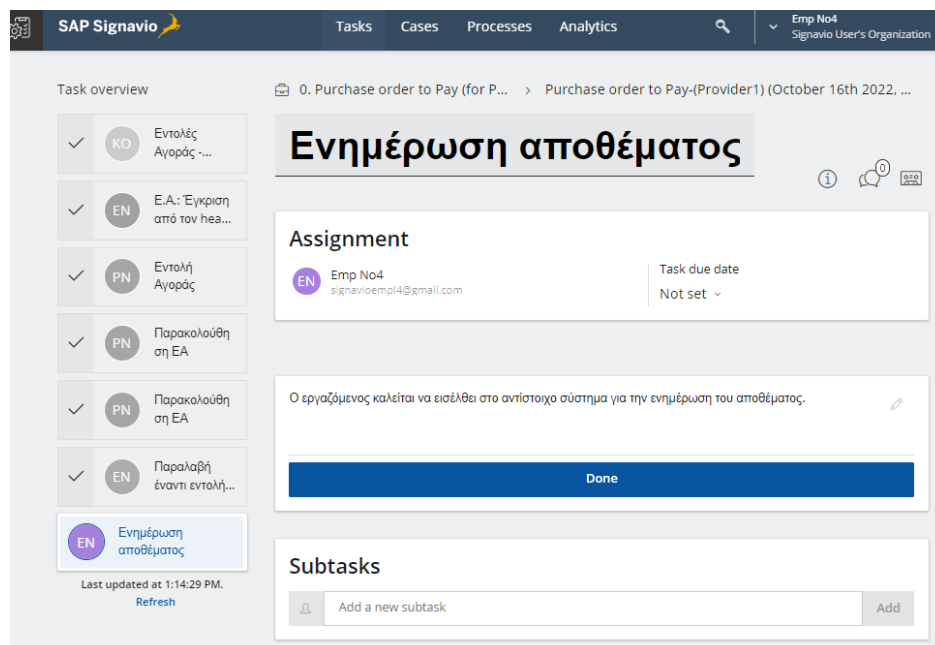 SAP Signavio
Tasks Cases Processes Analytics
Emp No4
Signavio User's Organization
Task overview
0. Purchase order to Pay (for P... > Purchase order to Pay-(Provider1) (October 16th 2022, ...
KO
Εντολές
Αγοράς -...
EN
Ε.Α.: Έγκριση
από τον hea...
PN
Εντολή
Αγοράς
PN
Παρακολούθη
ση ΕΑ
PN
Παρακολούθη
ση ΕΑ
EN
Παραλαβή
έναντι εντολή...
EN
Ενημέρωση
αποθέματος
Last updated at 1:14:29 PM.
Refresh
Ενημέρωση αποθέματος
0
Assignment
EN
Emp No4
signavioempl4@gmail.com
Task due date
Not set
Ο εργαζόμενος καλείται να εισέλθει στο αντίστοιχο σύστημα για την ενημέρωση του αποθέματος.
Done
Subtasks
Add a new subtask
Add